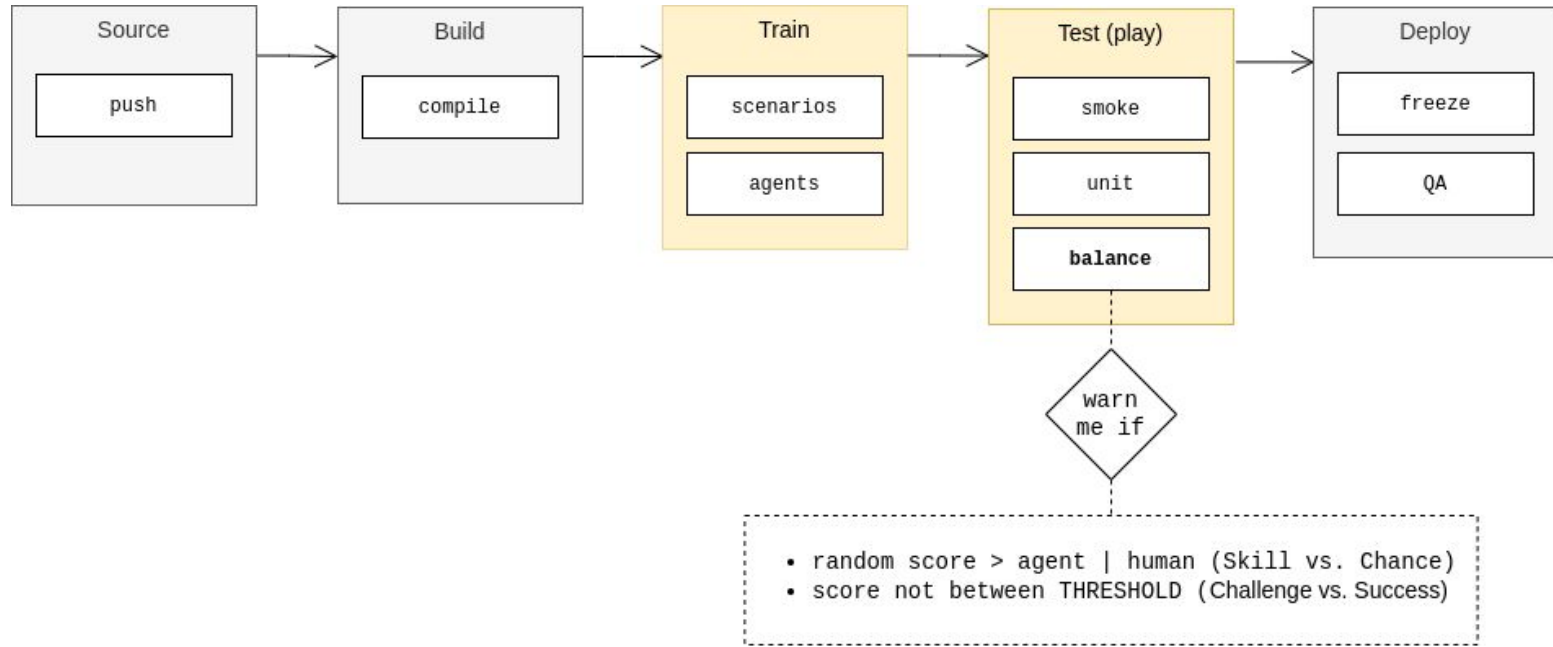 Source
push
Build
compile
Train
scenarios
agents
Test (play)
smoke
unit
balance
Deploy
freeze
QA
warn
me if
• random score > agent | human (Skill vs. Chance)
• score not between THRESHOLD (Challenge vs. Success)